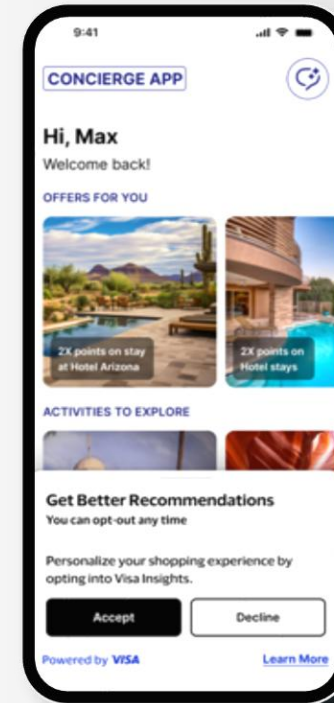 9:41
CONCIERGE APP
Hi, Max
Welcome back!
OFFERS FOR YOU
2X points on stay
at Hotel Arizona
2X points on
Hotel stays
ACTIVITIES TO EXPLORE
Get Better Recommendations
You can opt-out any time
Personalize your shopping experience by
opting into Visa Insights.
Accept
Decline
Powered by VISA
Learn More